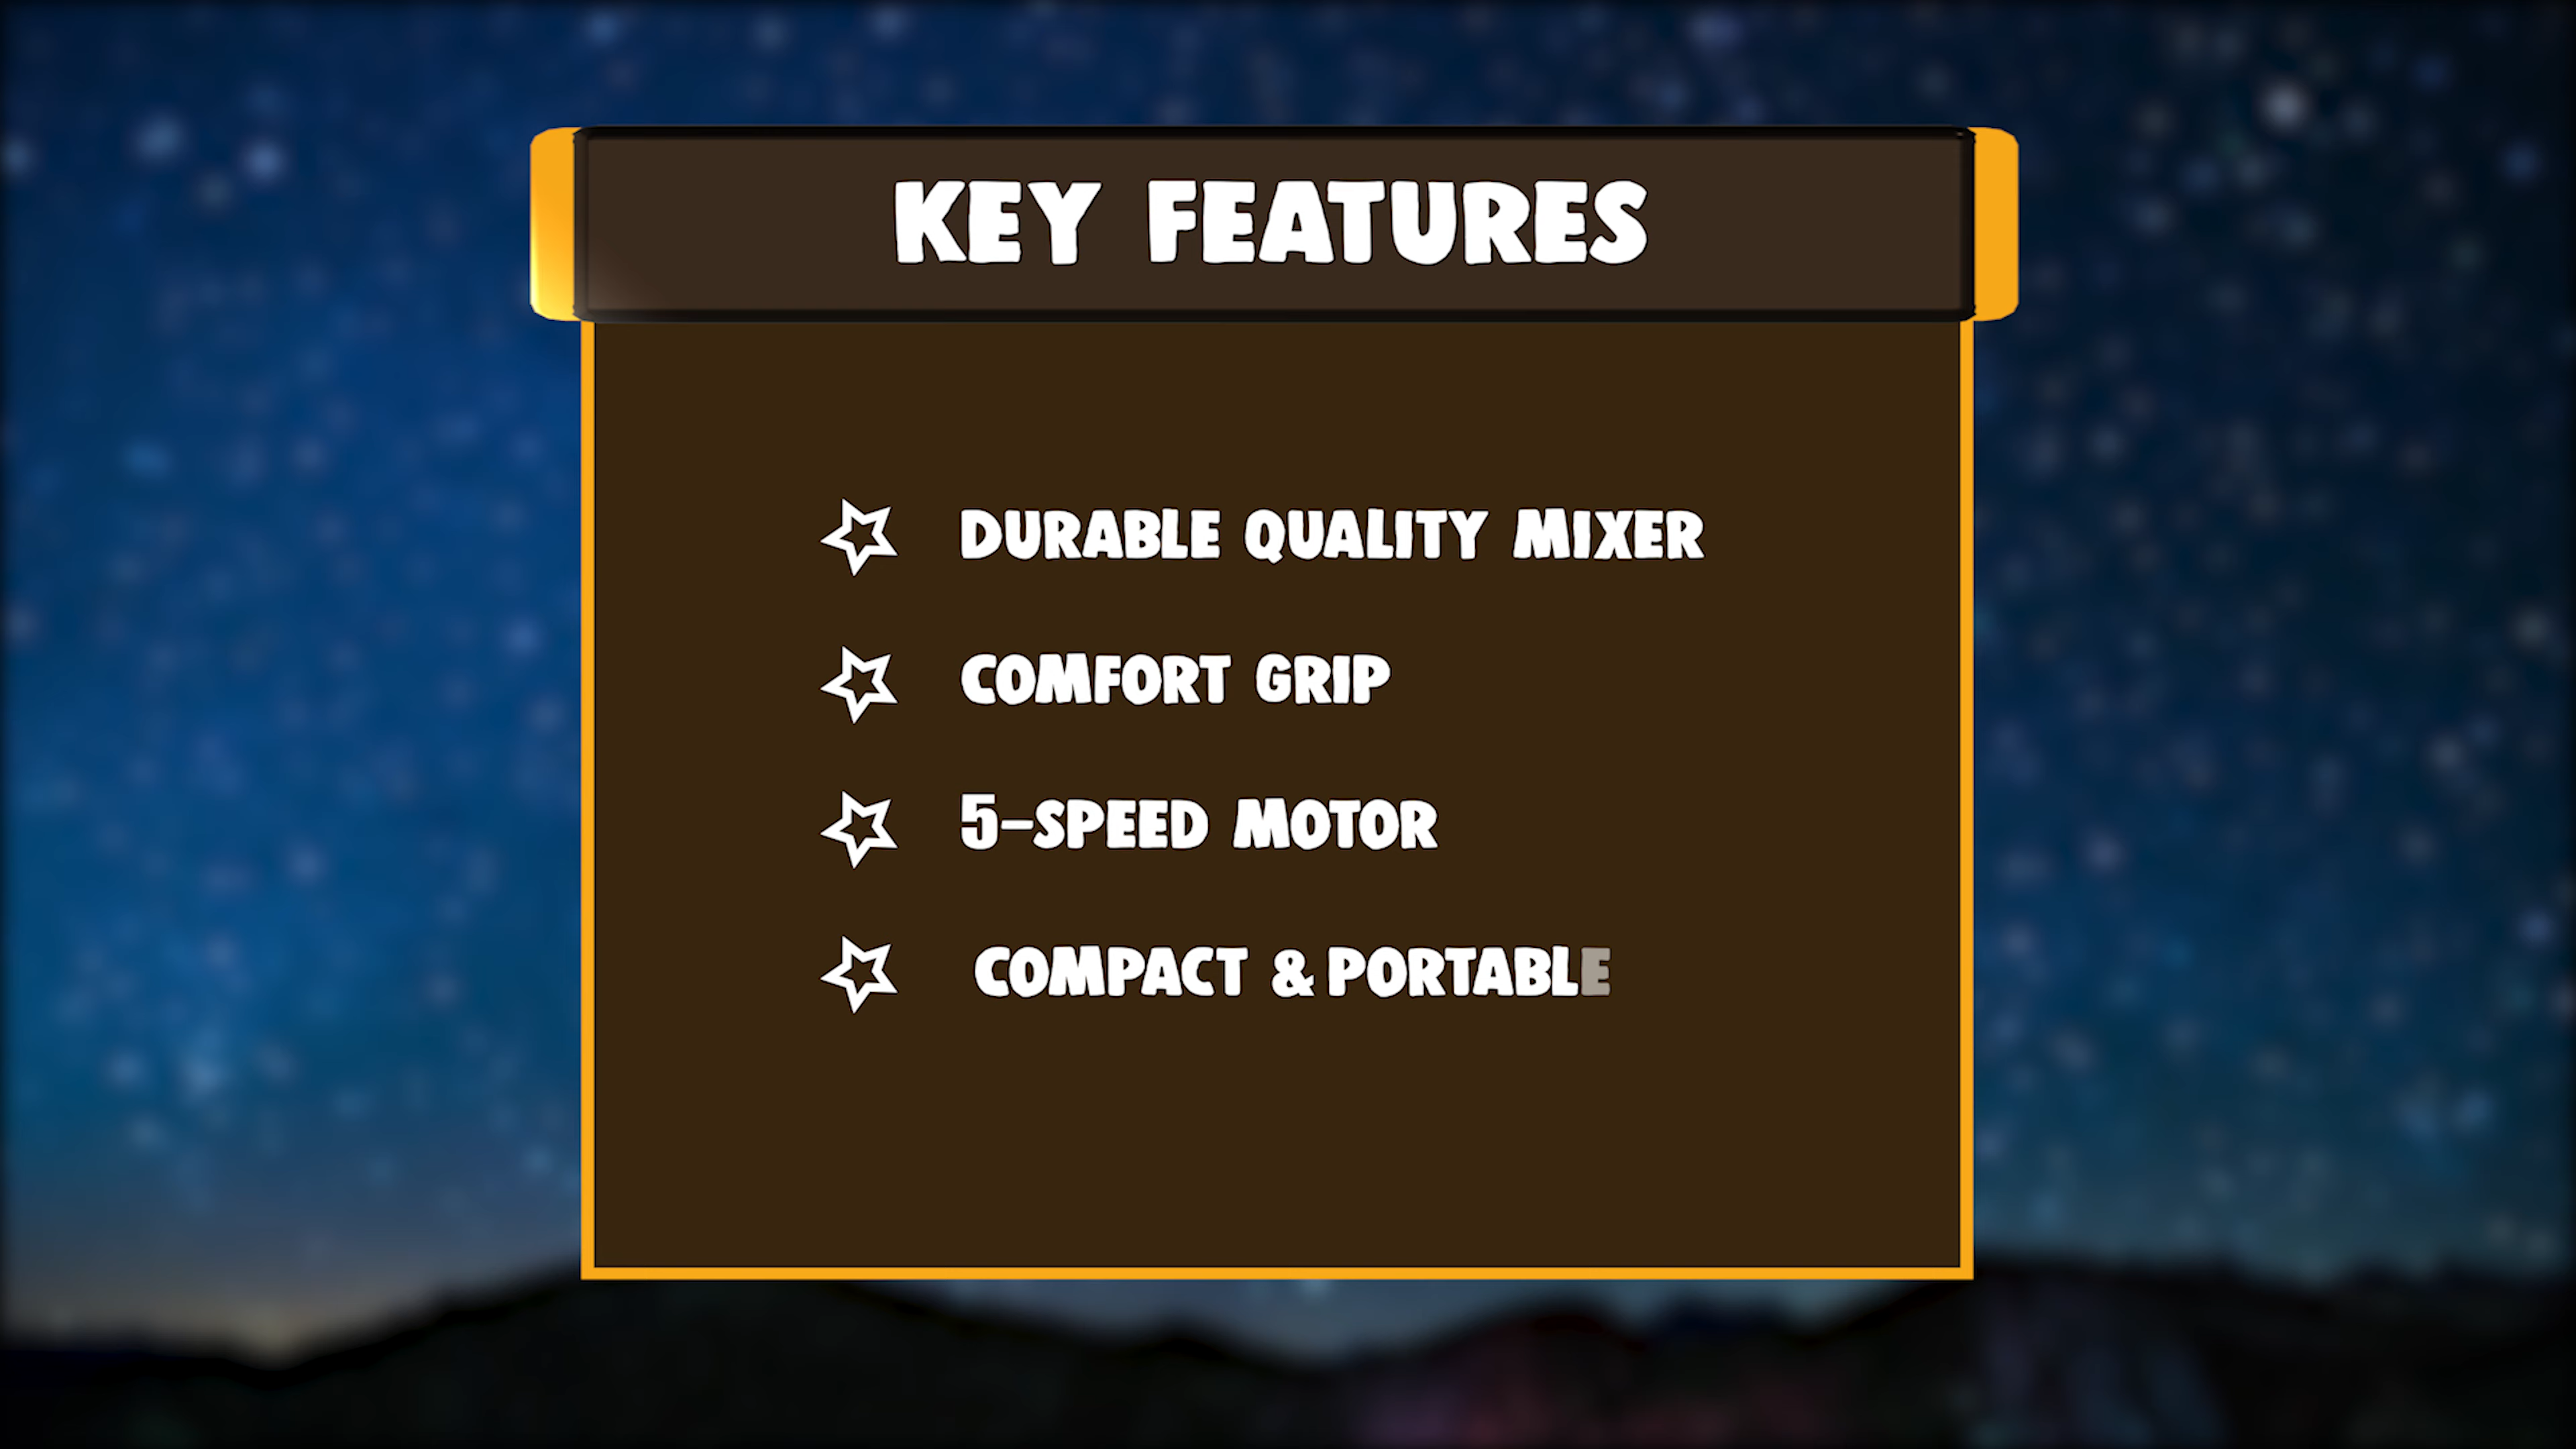 KEY FEATURES
DURABLE QUALITY MIXER
COMFORT GRIP
5-SPEED MOTOR
COMPACT & PORTABLE